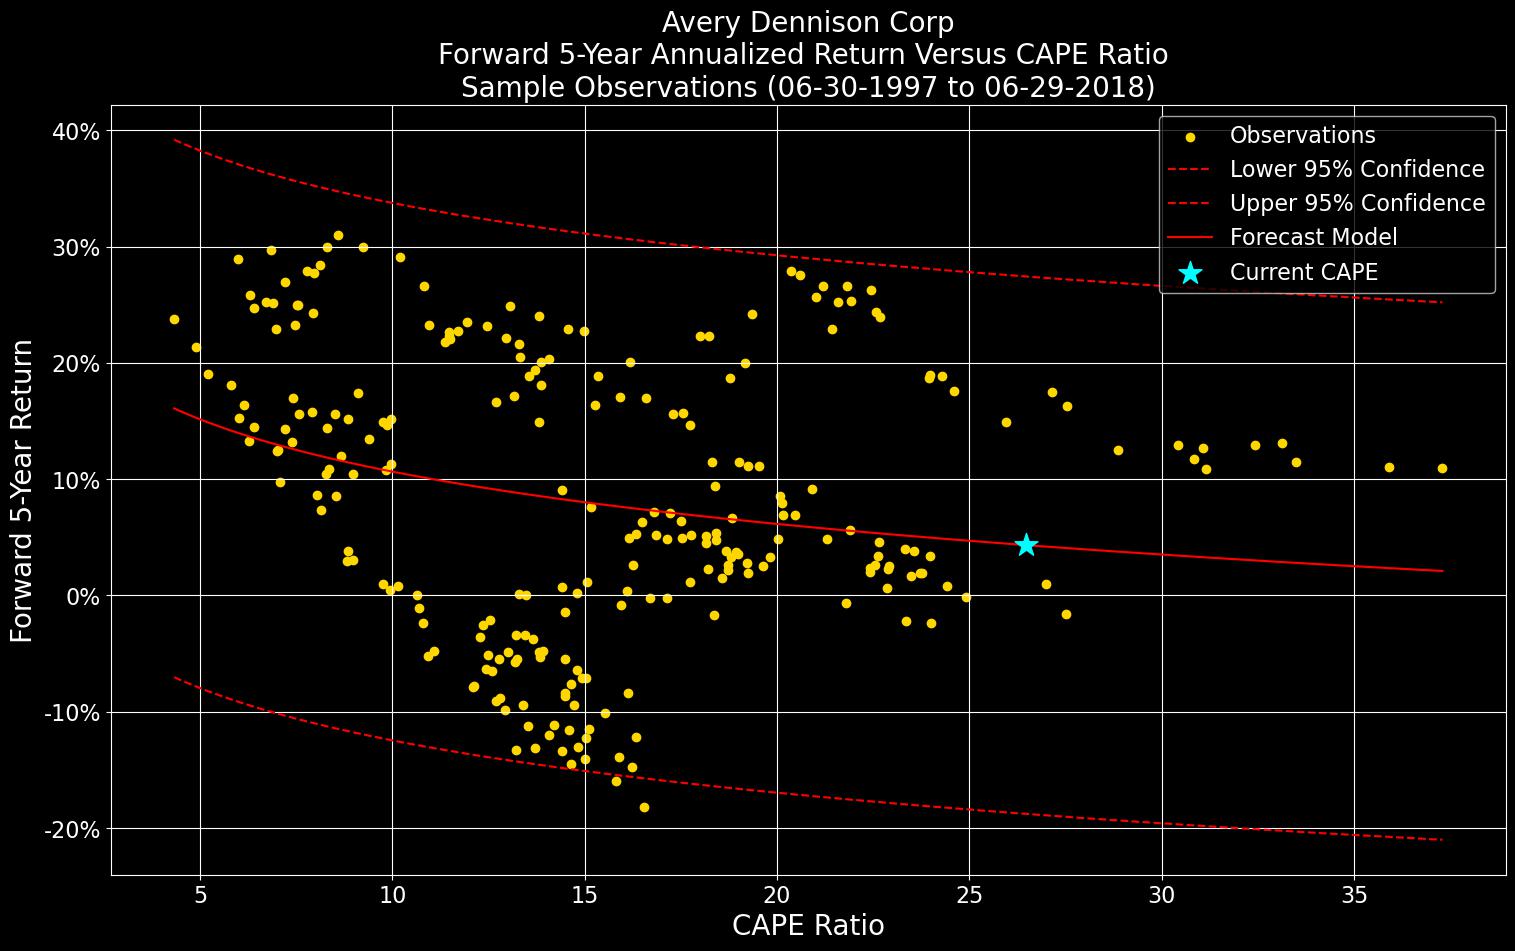 Avery Dennison Corp
Forward 5-Year Annualized Return Versus CAPE Ratio
Sample Observations (06-30-1997 to 06-29-2018)
Forward 5-Year Return
40%
30%
20%
10%
0%
-10%
-20%
Observations
Lower 95% Confidence
Upper 95% Confidence
Forecast Model
Current CAPE
5 10 15 20 25 30 35
CAPE Ratio